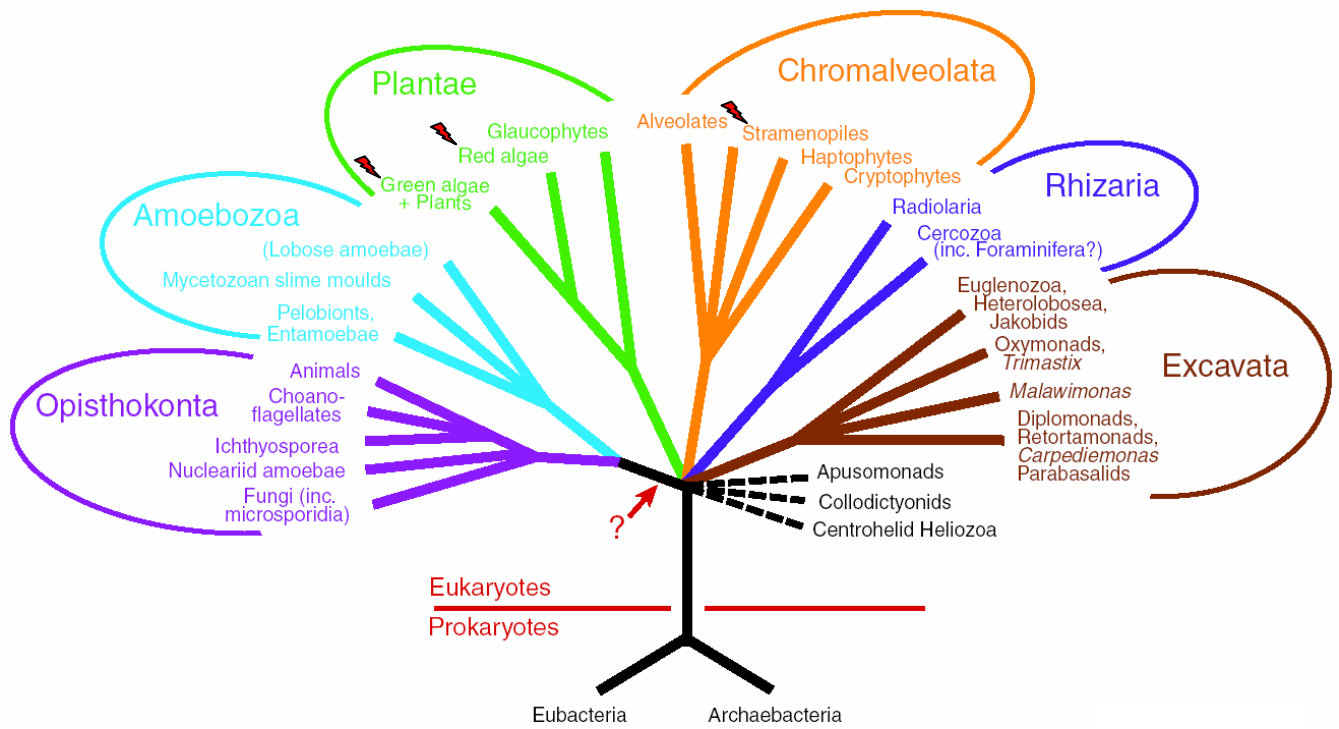 Plantae
Glaucophytes
Red algae
Green algae
+ Plants
Chromalveolata
Alveolates
Stramenopiles
Haptophytes
Cryptophytes
Amoebozoa
(Lobose amoebae)
Mycetozoan slime moulds
Pelobionts,
Entamoebae
Rhizaria
Radiolaria
Cercozoa
(inc. Foraminifera?)
Opisthokonta
Animals
Choano-
flagellates
Ichthyosporea
Nucleariid amoebae
Fungi (inc.
microsporidia)
Excavata
Euglenozoa,
Heterolobosea,
Jakobids
Oxymonads,
Trimastix
Malawimonas
Diplomonads,
Retortamonads,
Carpediemonas
Parabasalids
Apusomonads
Collodictyonids
Centrohelid Heliozoa
?
Eukaryotes
Prokaryotes
Eubacteria
Archaebacteria